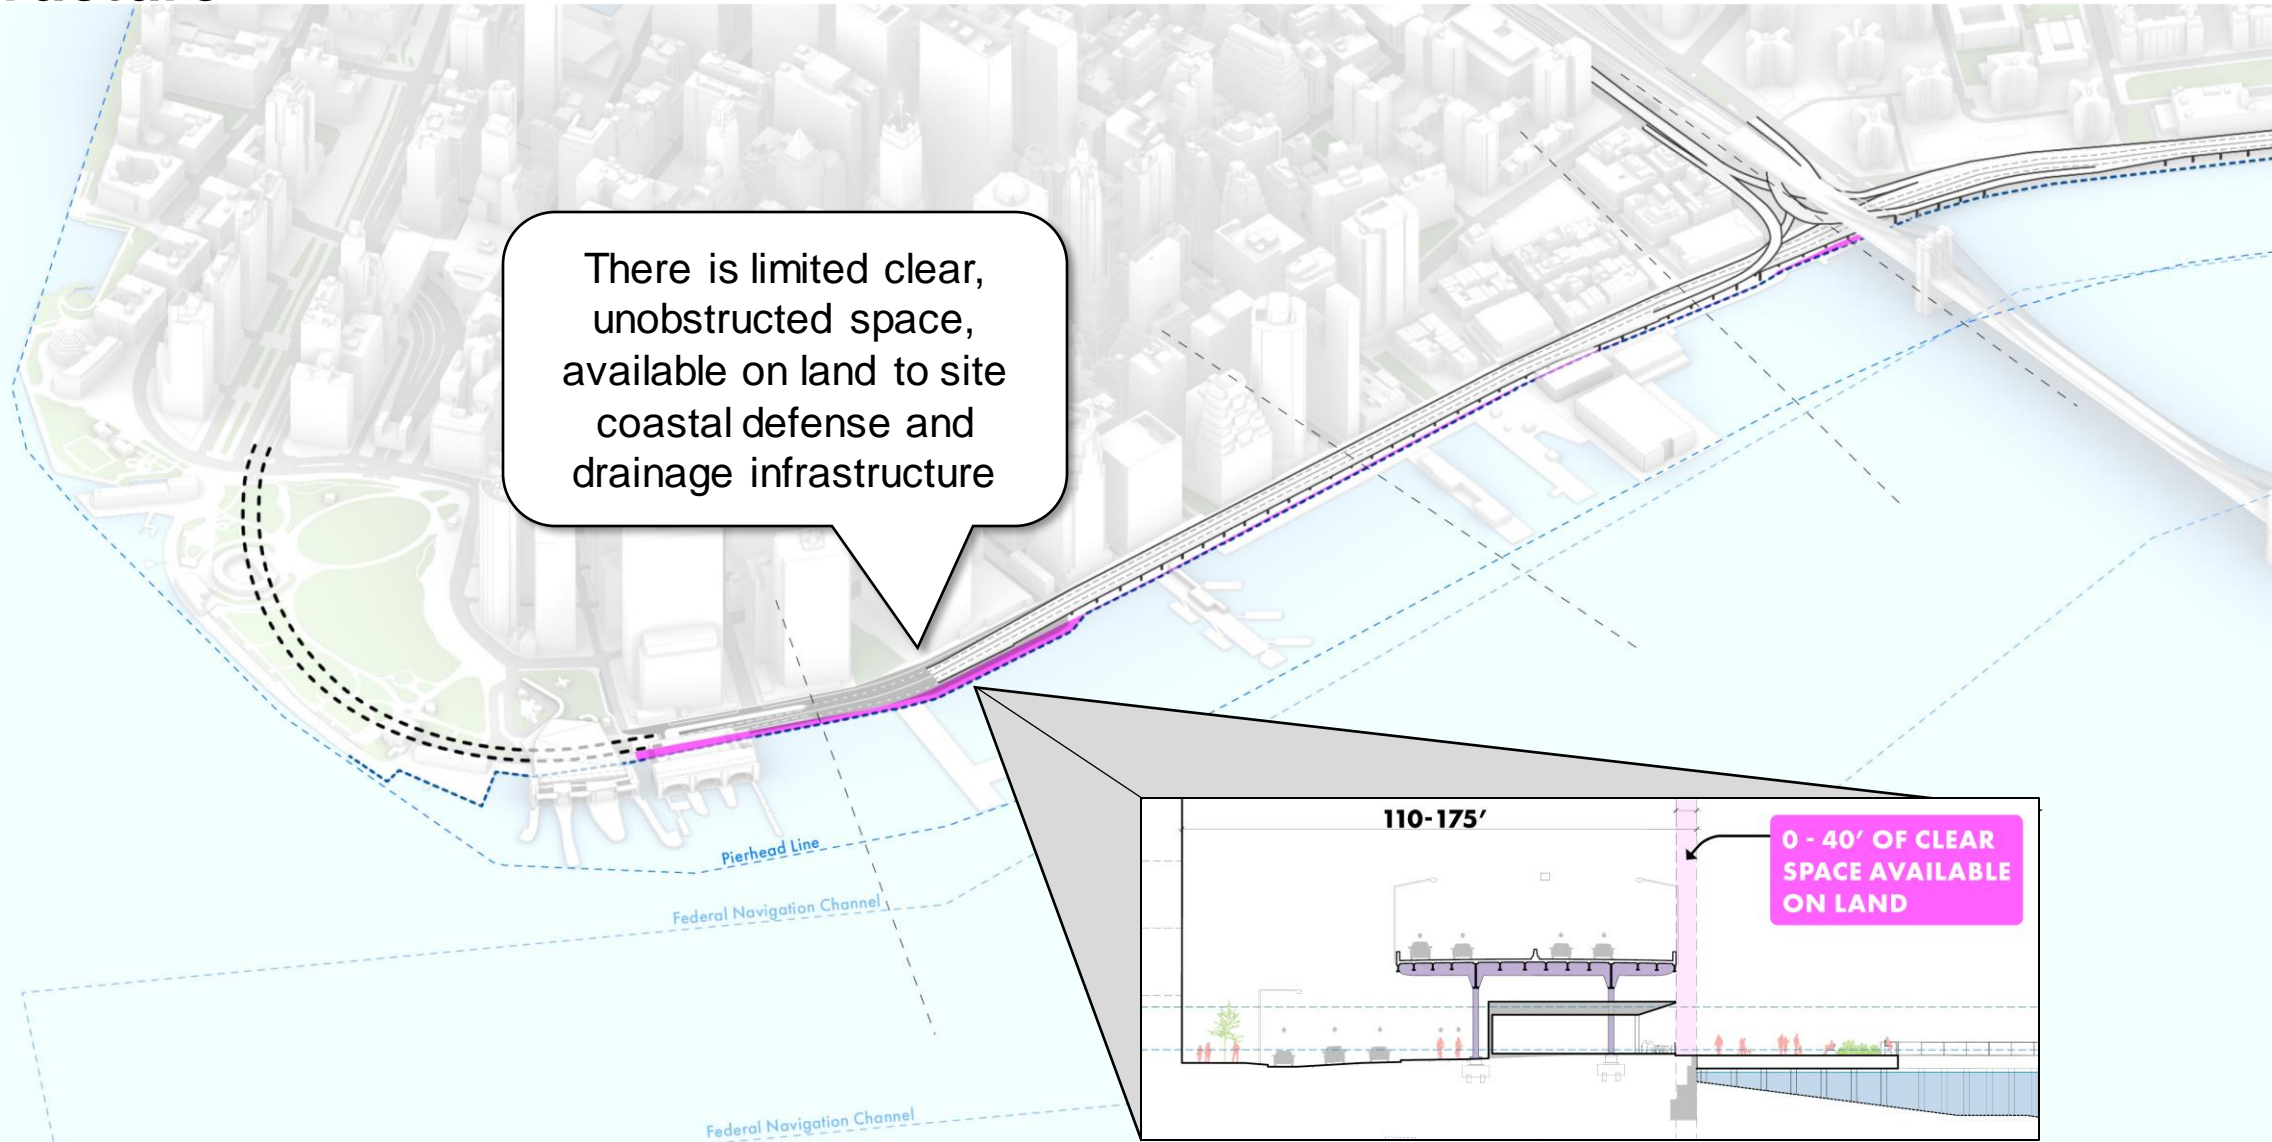 There is limited clear,
unobstructed space,
available on land to site
coastal defense and
drainage infrastructure
110-175′
0 - 40′ OF CLEAR
SPACE AVAILABLE
ON LAND
Pierhead Line
Federal Navigation Channel
Federal Navigation Channel